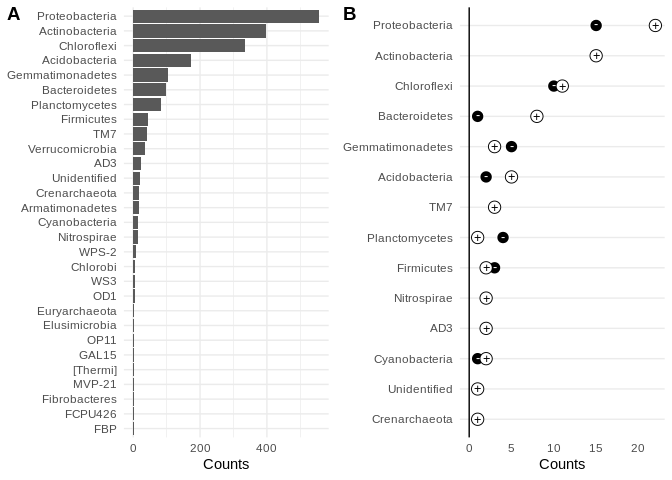 A
Proteobacteria
Actinobacteria
Chloroflexi
Acidobacteria
Gemmatimonadetes
Bacteroidetes
Planctomycetes
Firmicutes
TM7
Verrucomicrobia
AD3
Unidentified
Crenarchaeota
Armatimonadetes
Cyanobacteria
Nitrospirae
WPS-2
Chlorobi
WS3
OD1
Euryarchaeota
Elusimicrobia
OP11
GAL15
[Thermi]
MVP-21
Fibrobacteres
FCPU426
FBP
0 200 400
Counts
B
Proteobacteria - +
Actinobacteria +
Chloroflexi - +
Bacteroidetes - +
Gemmatimonadetes + -
Acidobacteria - +
TM7 +
Planctomycetes + -
Firmicutes + -
Nitrospirae +
AD3 +
Cyanobacteria - +
Unidentified +
Crenarchaeota +
0 5 10 15 20
Counts